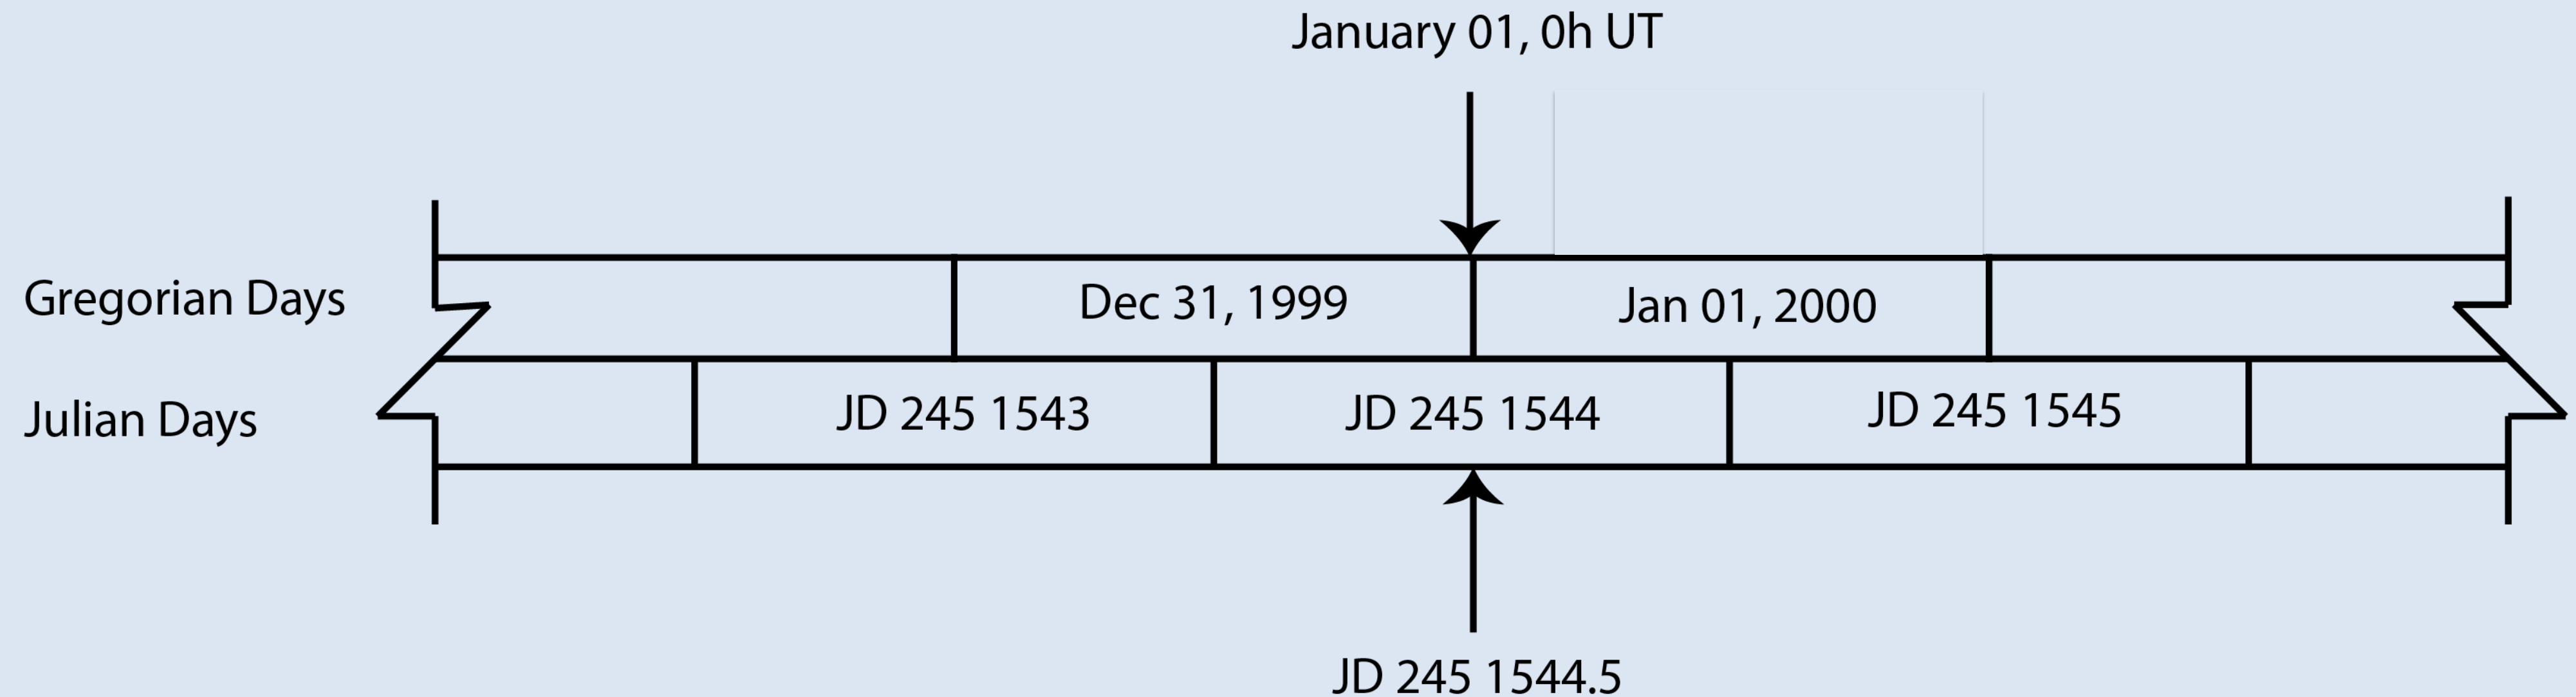 January 01, 0h UT
Gregorian Days
Dec 31, 1999
Jan 01, 2000
Julian Days
JD 245 1543
JD 245 1544
JD 245 1545
JD 245 1544.5